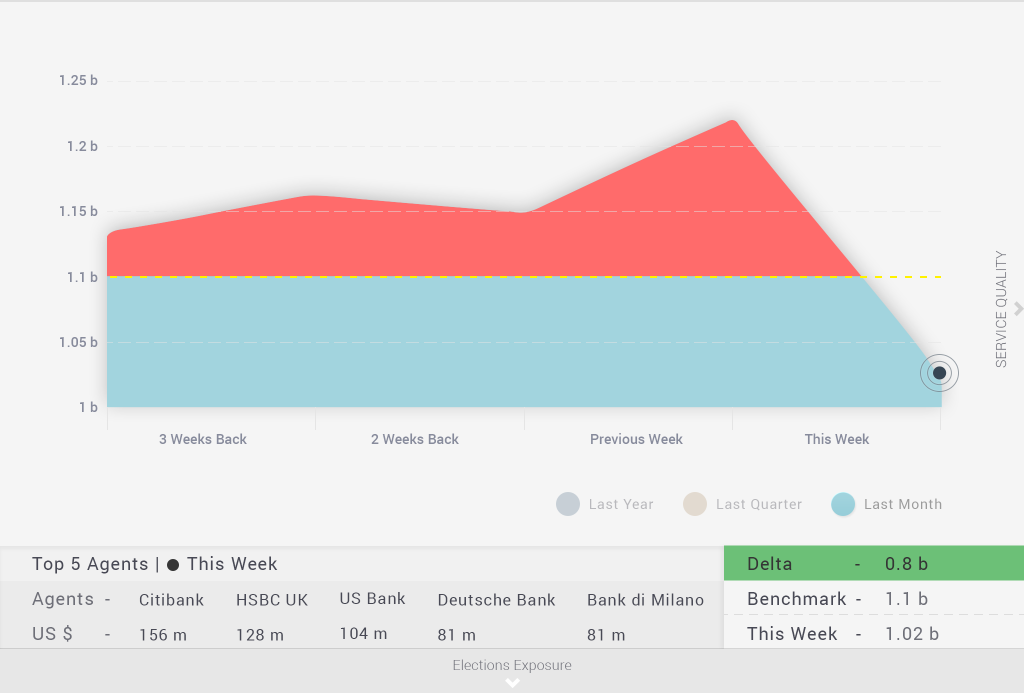 1.25 b
1.2 b
1.15 b
1.1 b
1.05 b
1 b
3 Weeks Back 2 Weeks Back Previous Week This Week
SERVICE QUALITY
Last Year Last Quarter Last Month
Top 5 Agents | ● This Week
Agents - Citibank HSBC UK US Bank Deutsche Bank Bank di Milano
US $ - 156 m 128 m 104 m 81 m 81 m
Delta - 0.8 b
Benchmark - 1.1 b
This Week - 1.02 b
Elections Exposure